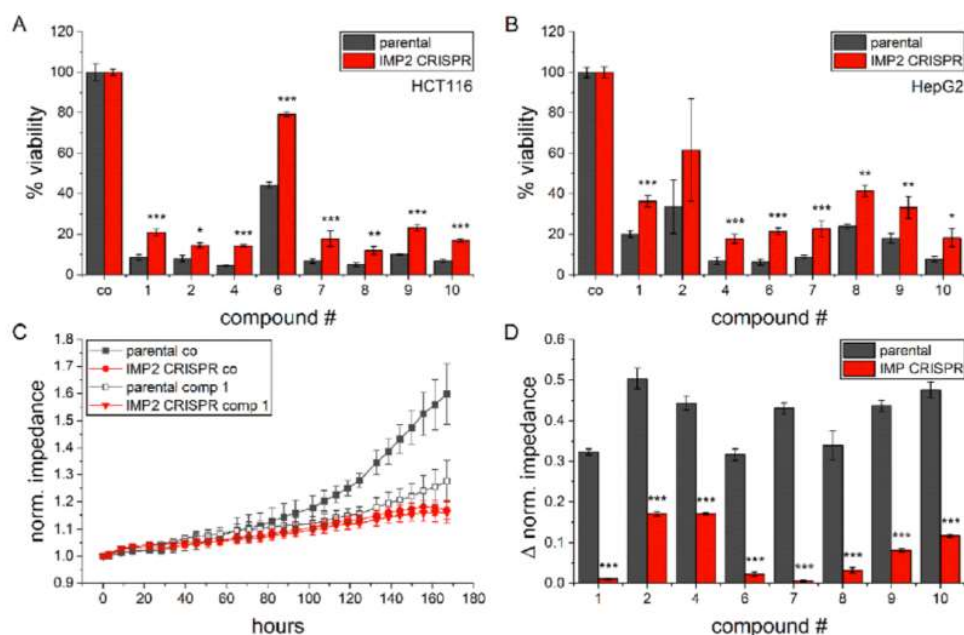 A
120
100
80
60
40
20
0
% viability
parental
IMP2 CRISPR
HCT116
***
*
***
***
***
**
***
***
co 1 2 4 6 7 8 9 10
compound #
B
120
100
80
60
40
20
0
% viability
parental
IMP2 CRISPR
HepG2
***
***
***
***
**
**
*
co 1 2 4 6 7 8 9 10
compound #
C
1.8
1.7
1.6
1.5
1.4
1.3
1.2
1.1
1.0
0.9
norm. impedance
parental co
IMP2 CRISPR co
parental comp 1
IMP2 CRISPR comp 1
0 20 40 60 80 100 120 140 160 180
hours
D
0.6
0.5
0.4
0.3
0.2
0.1
0.0
Δ norm. impedance
parental
IMP CRISPR
***
***
***
***
***
***
***
***
1 2 4 6 7 8 9 10
compound #